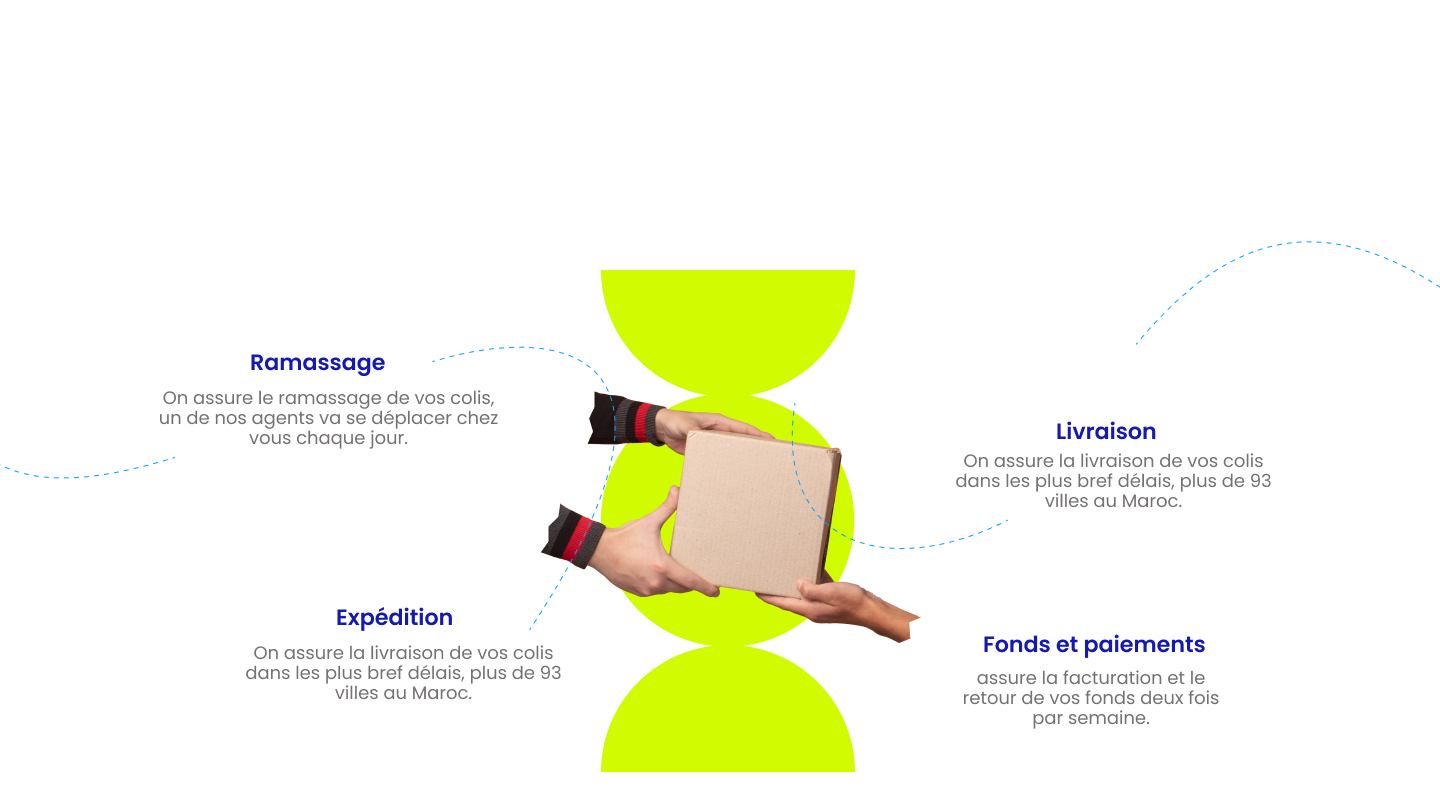 Ramassage
On assure le ramassage de vos colis,
un de nos agents va se déplacer chez
vous chaque jour.
Expédition
On assure la livraison de vos colis
dans les plus bref délais, plus de 93
villes au Maroc.
Livraison
On assure la livraison de vos colis
dans les plus bref délais, plus de 93
villes au Maroc.
Fonds et paiements
assure la facturation et le
retour de vos fonds deux fois
par semaine.